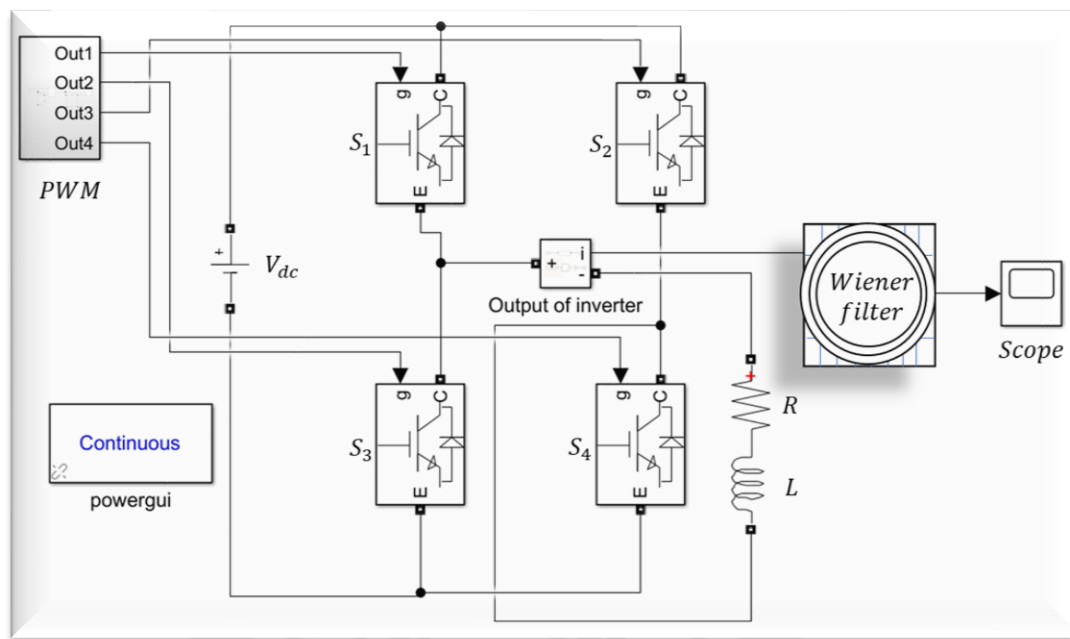 Out1
Out2
Out3
Out4
PWM
g
C
E
S1
g
C
E
S2
+
Vdc
+
i
-
Output of inverter
Wiener
filter
Scope
g
C
E
S3
g
C
E
S4
+
R
L
Continuous
powergui